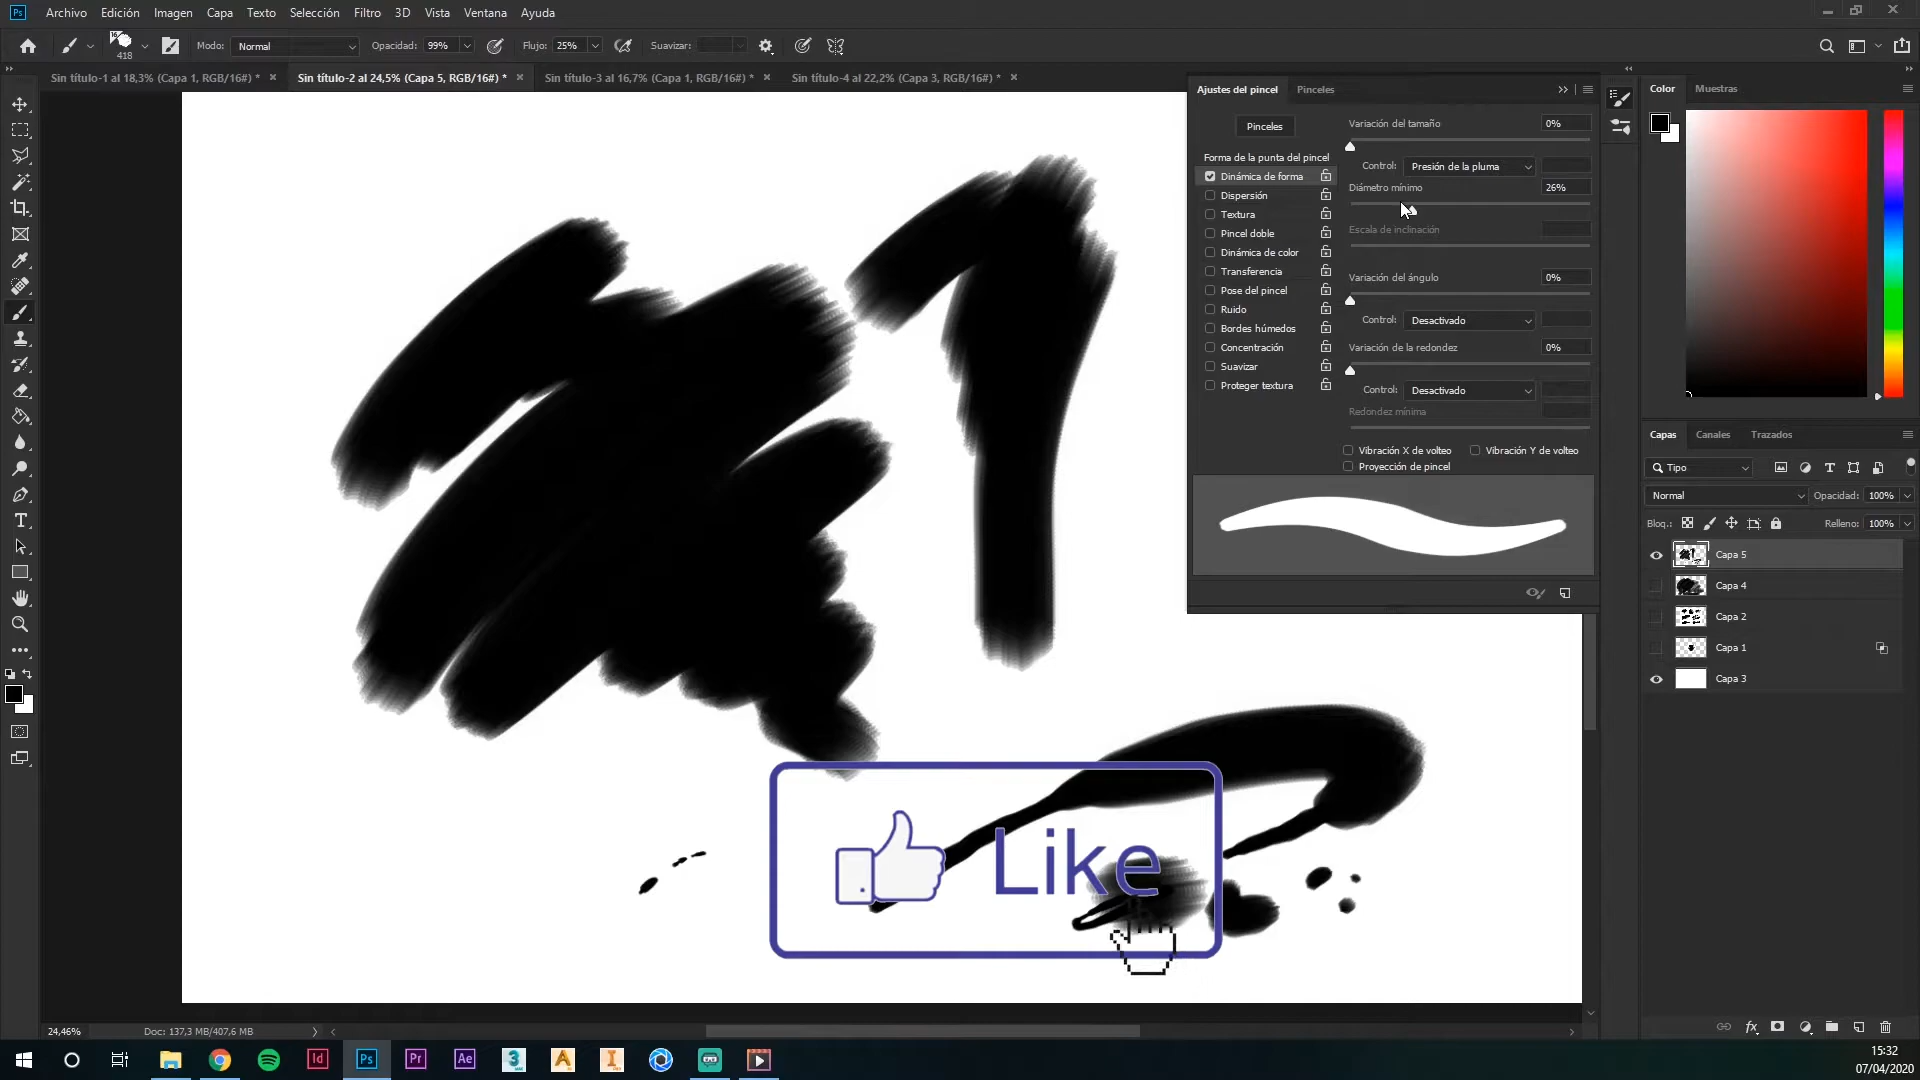 Ps Archivo Edición Imagen Capa Texto Selección Filtro 3D Vista Ventana Ayuda
418 Modo: Normal Opacidad: 99% Flujo: 25% Suavizar:
Sin título-1 al 18,3% (Capa 1, RGB/16#) * × Sin título-2 al 24,5% (Capa 5, RGB/16#) * × Sin título-3 al 16,7% (Capa 1, RGB/16#) * × Sin título-4 al 22,2% (Capa 3, RGB/16#) * ×
Ajustes del pincel Pinceles
Pinceles
Forma de la punta del pincel
Dinámica de forma
Dispersión
Textura
Pincel doble
Dinámica de color
Transferencia
Pose del pincel
Ruido
Bordes húmedos
Concentración
Suavizar
Proteger textura
Variación del tamaño 0%
Control: Presión de la pluma
Diámetro mínimo 26%
Escala de inclinación
Variación del ángulo 0%
Control: Desactivado
Variación de la redondez 0%
Control: Desactivado
Redondez mínima
Vibración X de volteo Vibración Y de volteo
Proyección de pincel
Color Muestras
Capas Canales Trazados
Tipo
Normal Opacidad: 100%
Bloq.: Relleno: 100%
Capa 5
Capa 4
Capa 2
Capa 1
Capa 3
Like
24,46% Doc: 137,3 MB/407,6 MB
Id Ps Pr Ae 3 A I
15:32
07/04/2020